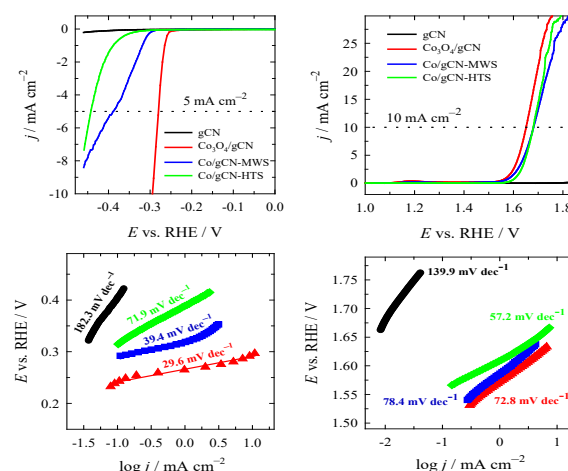 0
-2
-4
-6
-8
-10
j / mA cm⁻²
gCN
Co₃O₄/gCN
Co/gCN-MWS
Co/gCN-HTS
5 mA cm⁻²
-0.5 -0.4 -0.3 -0.2 -0.1 0.0
E vs. RHE / V
25
20
15
10
5
0
j / mA cm⁻²
gCN
Co₃O₄/gCN
Co/gCN-MWS
Co/gCN-HTS
10 mA cm⁻²
1.0 1.2 1.4 1.6 1.8
E vs. RHE / V
0.4
0.3
0.2
E vs. RHE / V
182.3 mV dec⁻¹
71.9 mV dec⁻¹
39.4 mV dec⁻¹
29.6 mV dec⁻¹
-1.5 -1.0 -0.5 0.0 0.5 1.0
log j / mA cm⁻²
1.75
1.70
1.65
1.60
1.55
1.50
E vs. RHE / V
139.9 mV dec⁻¹
57.2 mV dec⁻¹
78.4 mV dec⁻¹
72.8 mV dec⁻¹
-2 -1 0 1
log j / mA cm⁻²